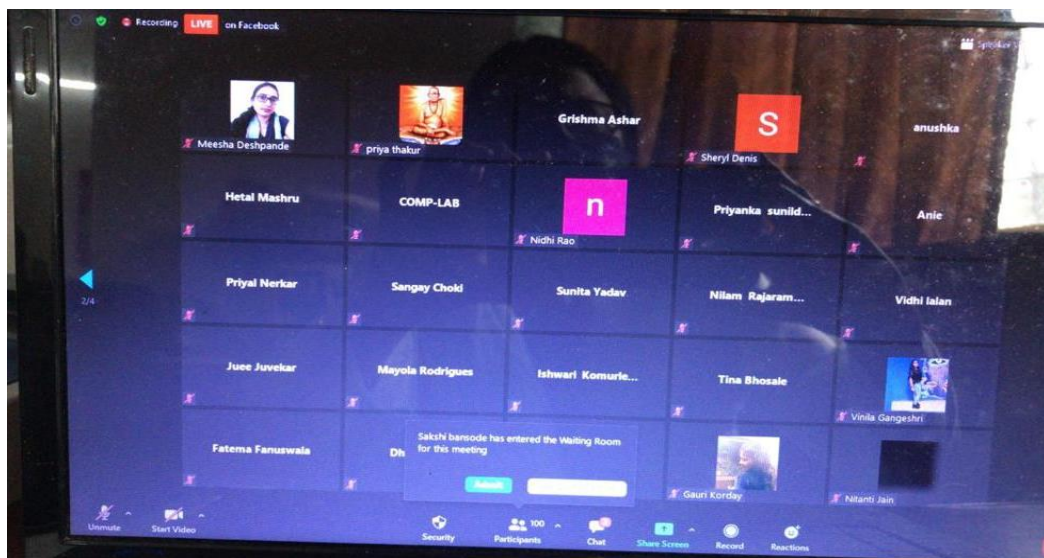 Recording LIVE on Facebook
Speaker
Meesha Deshpande
priya thakur
Grishma Ashar
S
Sheryl Denis
anushka
Hetal Mashru
COMP-LAB
n
Nidhi Rao
Priyanka sunild...
Anie
2/4
Priyal Nerkar
Sangay Choki
Sunita Yadav
Nilam Rajaram...
Vidhi lalan
Juee Juvekar
Mayola Rodrigues
Ishwari Komurle...
Tina Bhosale
Vinila Gangeshri
Fatema Fanuswala
Dh
Sakshi bansode has entered the Waiting Room
for this meeting
Admit
Gauri Korday
Nitanti Jain
Unmute
Start Video
Security
Participants 100
Chat
Share Screen
Record
Reactions